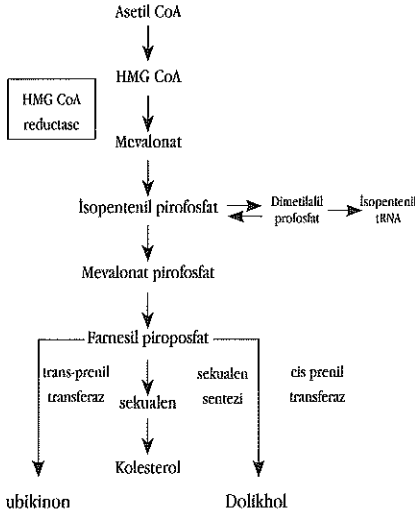 Asetil CoA
HMG CoA
HMG CoA
reductase
Mevalonat
İsopentenil pirofosfat
Dimetilalil
profosfat
İsopentenil
tRNA
Mevalonat pirofosfat
Farnesil piroposfat
trans-prenil
transferaz
sekualen
sekualen
sentezi
cis prenil
transferaz
Kolesterol
ubikinon
Dolikhol